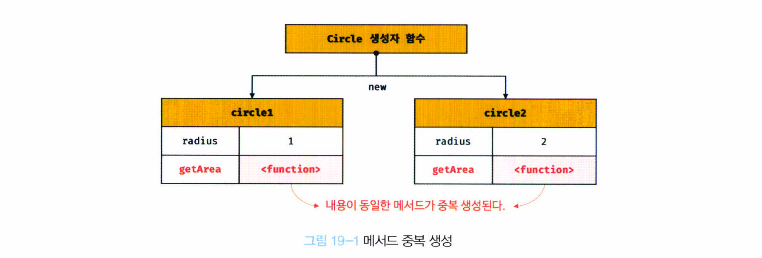 Circle 생성자 함수
new
circle1
radius 1
getArea <function>
circle2
radius 2
getArea <function>
내용이 동일한 메서드가 중복 생성된다.
그림 19-1 메서드 중복 생성